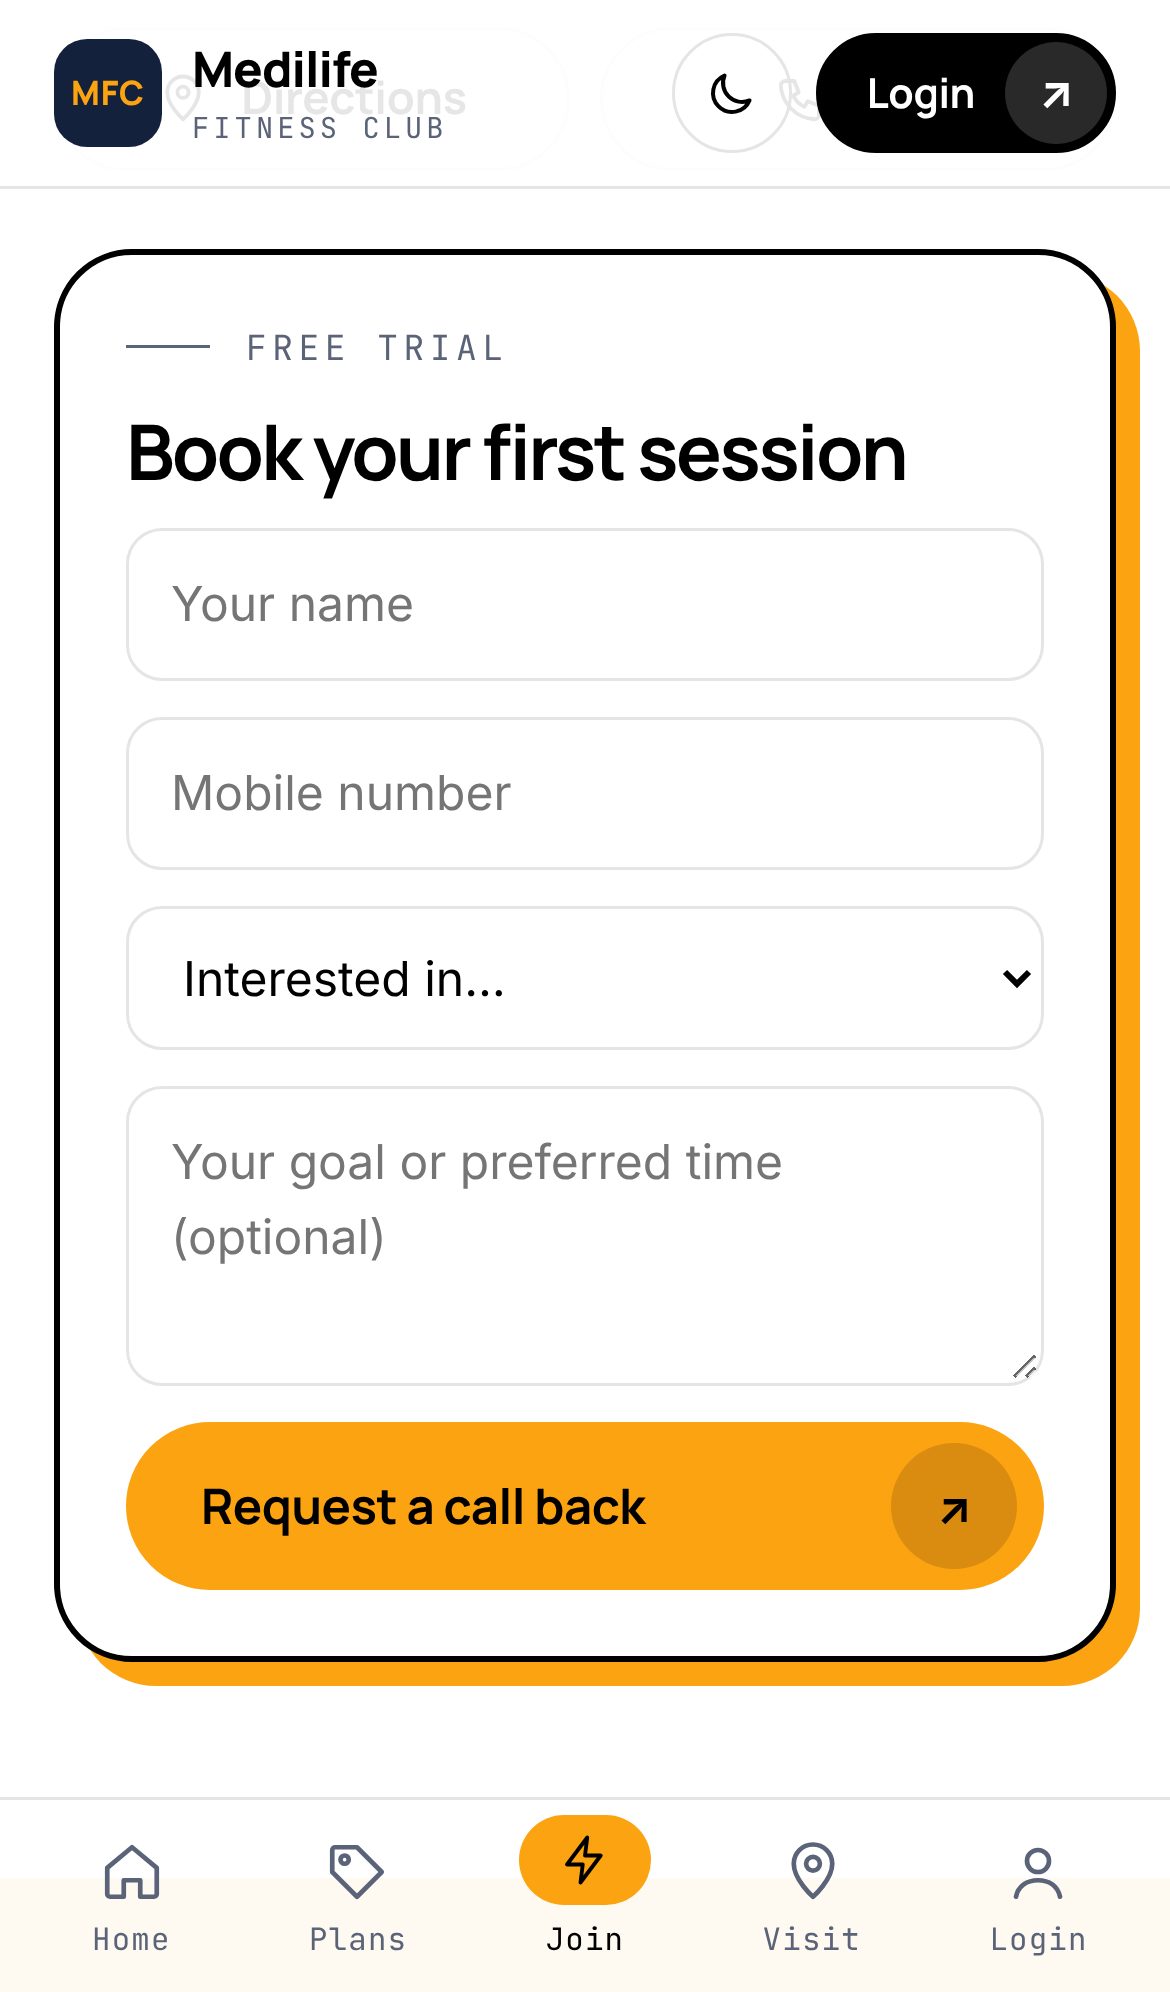 MFC
Medilife
Directions
FITNESS CLUB
Login
FREE TRIAL
Book your first session
Your name
Mobile number
Interested in...
Your goal or preferred time
(optional)
Request a call back
Home
Plans
Join
Visit
Login